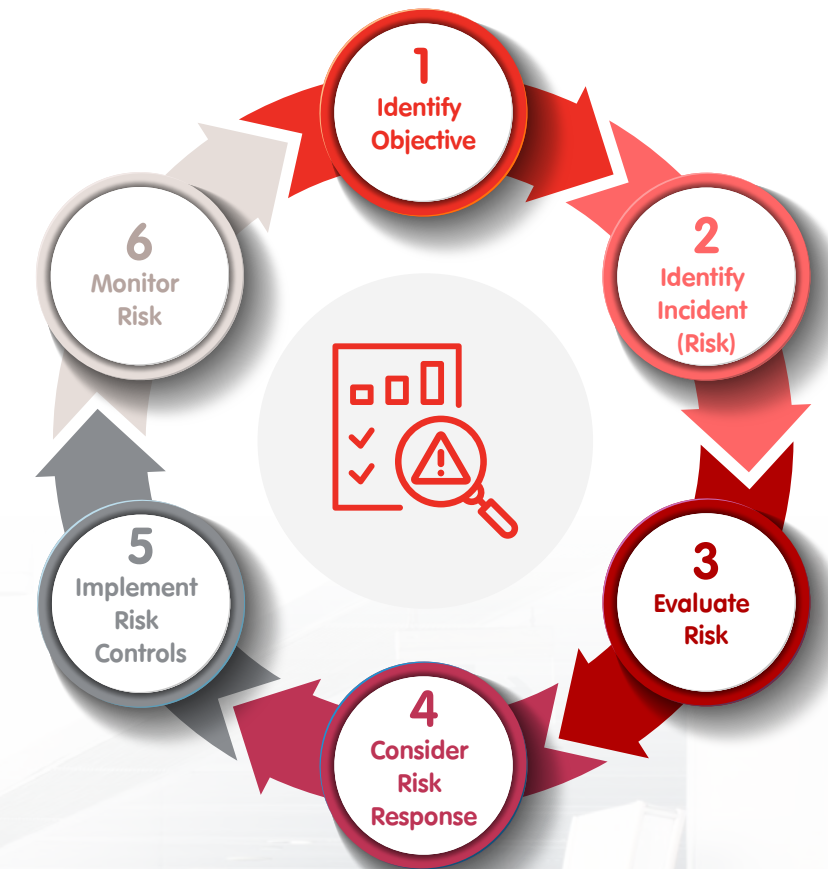 1
Identify
Objective
2
Identify
Incident
(Risk)
3
Evaluate
Risk
4
Consider
Risk
Response
5
Implement
Risk
Controls
6
Monitor
Risk